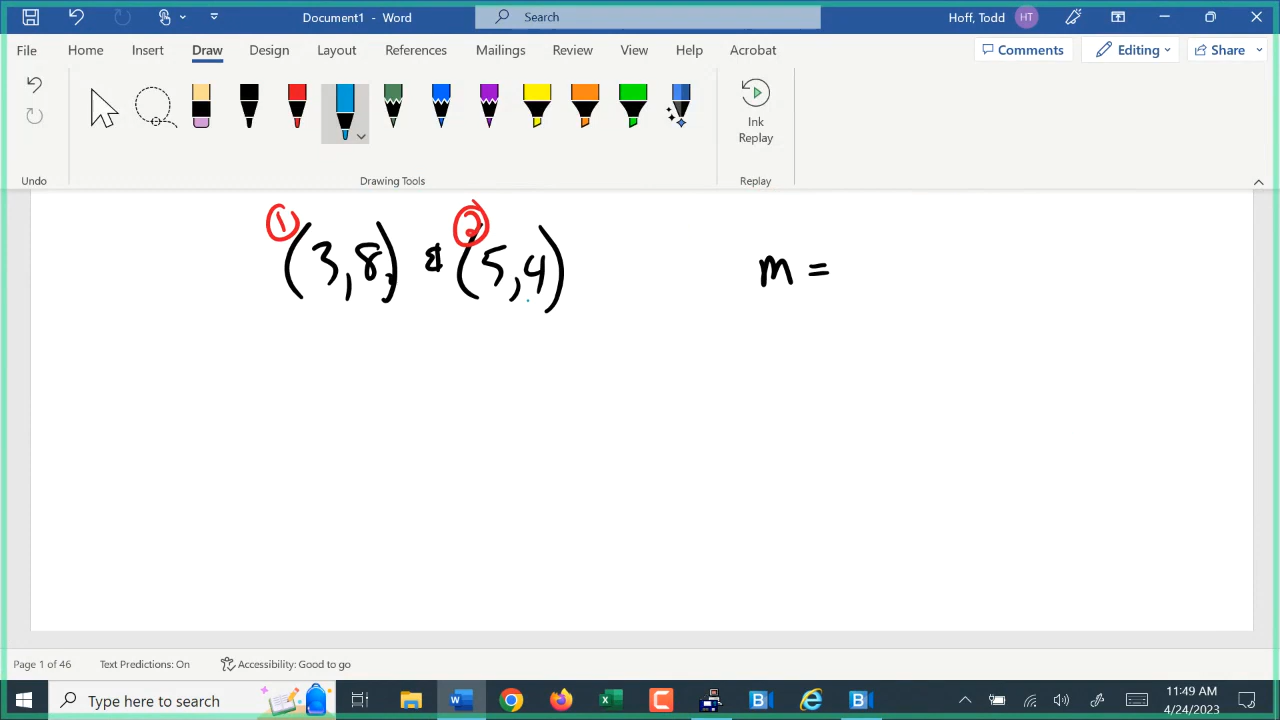 Document1 - Word
Search
Hoff, Todd HT
File Home Insert Draw Design Layout References Mailings Review View Help Acrobat Comments Editing Share
Ink Replay
Undo Drawing Tools Replay
① ②
(3,8) & (5,4) m =
Page 1 of 46 Text Predictions: On Accessibility: Good to go
Type here to search
11:49 AM
4/24/2023